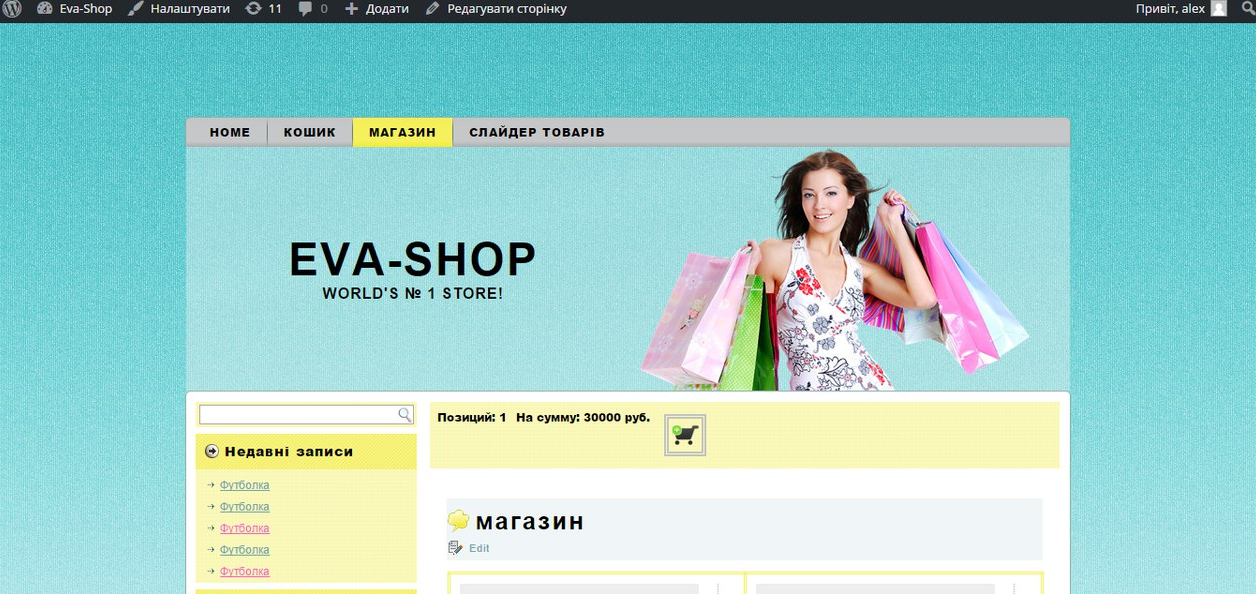 Eva-Shop Налаштувати 11 0 Додати Редагувати сторінку Привіт, alex
HOME КОШИК МАГАЗИН СЛАЙДЕР ТОВАРІВ
EVA-SHOP
WORLD'S № 1 STORE!
Позиций: 1 На сумму: 30000 руб.
Недавні записи
Футболка
Футболка
Футболка
Футболка
Футболка
магазин
Edit